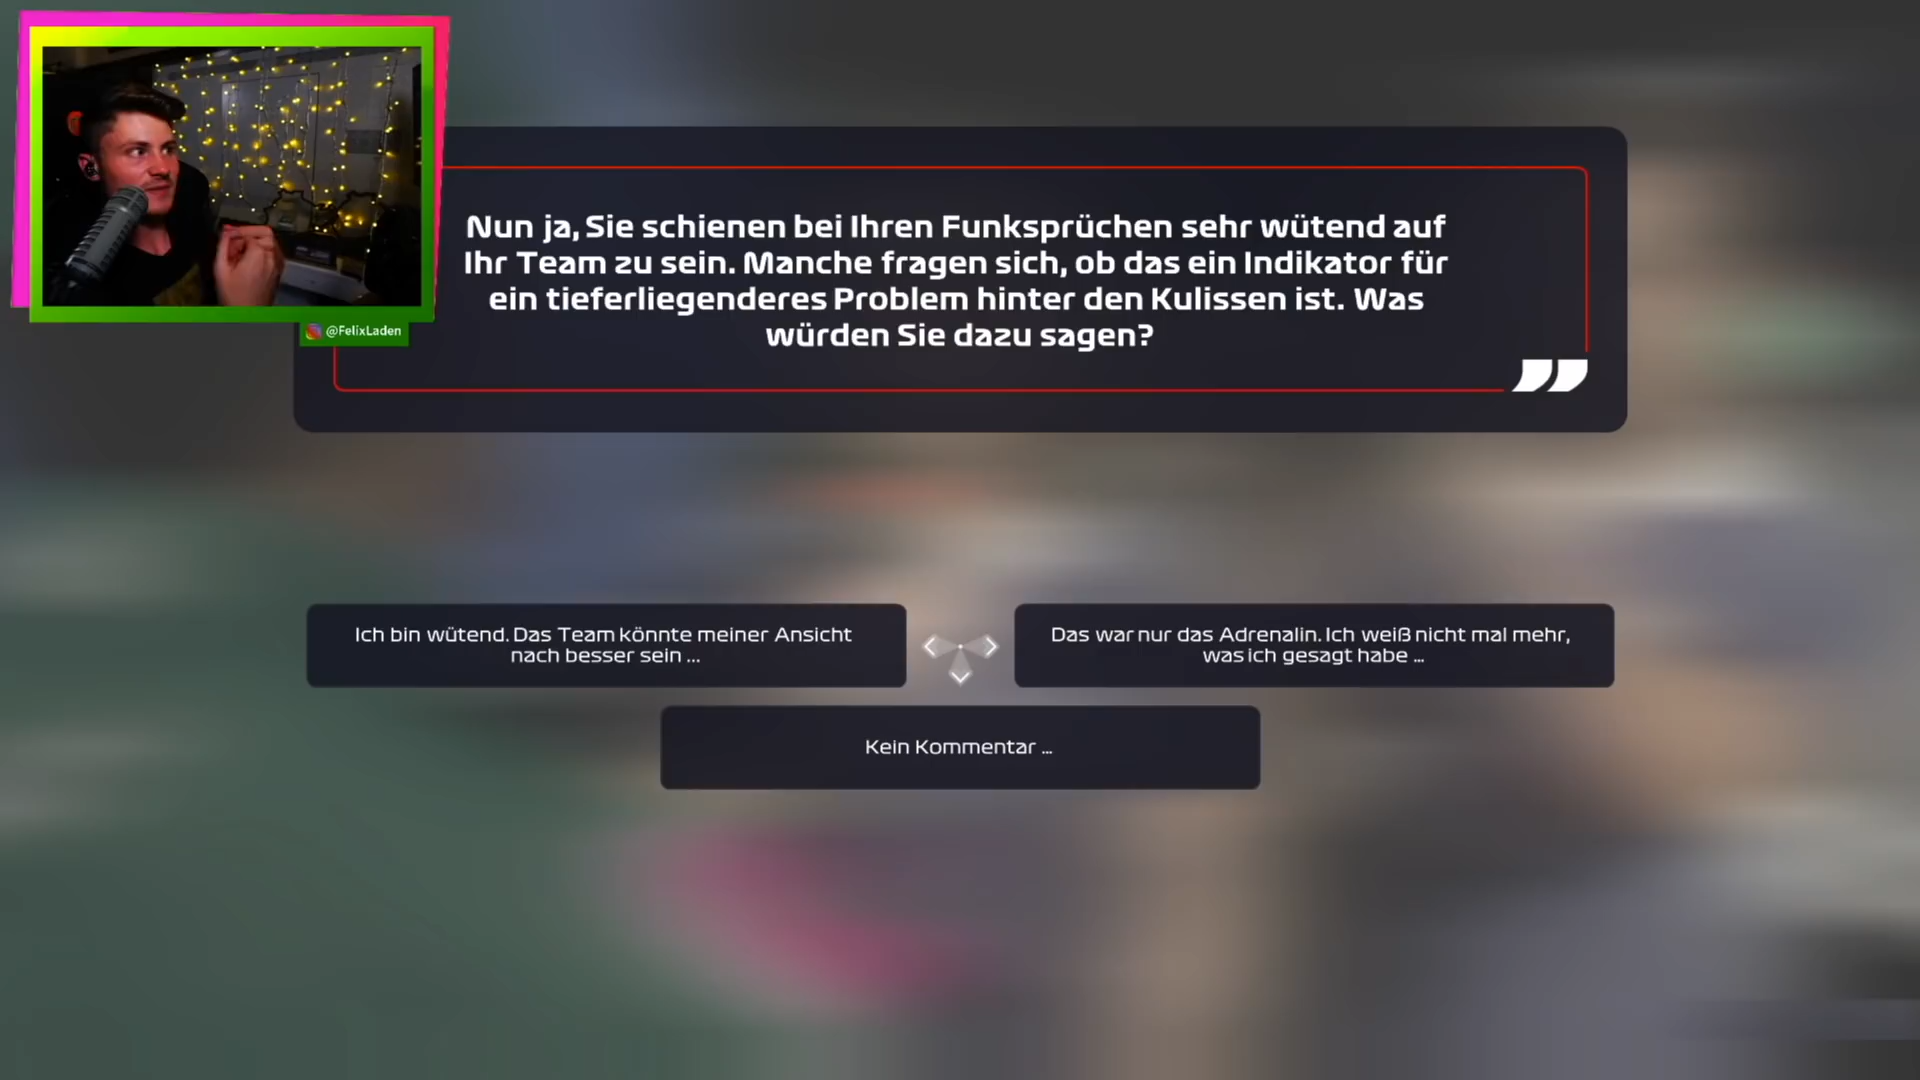 Nun ja, Sie schienen bei Ihren Funksprüchen sehr wütend auf
Ihr Team zu sein. Manche fragen sich, ob das ein Indikator für
ein tieferliegenderes Problem hinter den Kulissen ist. Was
würden Sie dazu sagen?
@FelixLaden
Ich bin wütend. Das Team könnte meiner Ansicht
nach besser sein ...
Das war nur das Adrenalin. Ich weiß nicht mal mehr,
was ich gesagt habe ...
Kein Kommentar ...